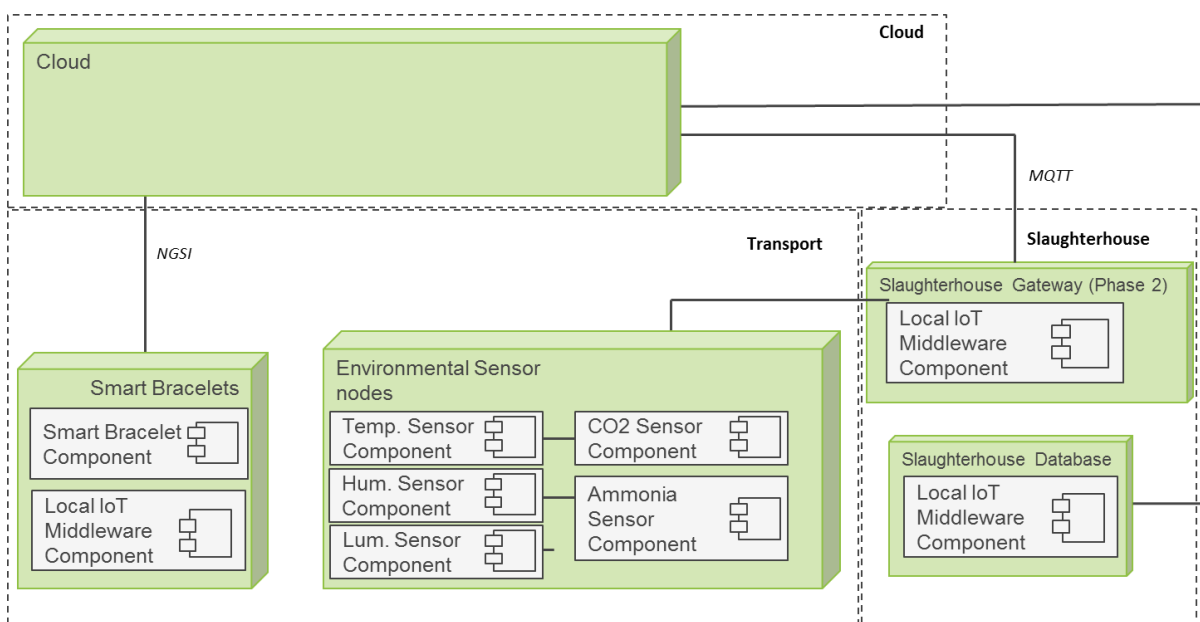 Cloud
Cloud
MQTT
NGSI
Transport
Slaughterhouse
Slaughterhouse Gateway (Phase 2)
Local IoT
Middleware
Component
Smart Bracelets
Smart Bracelet
Component
Local IoT
Middleware
Component
Environmental Sensor
nodes
Temp. Sensor
Component
CO2 Sensor
Component
Hum. Sensor
Component
Ammonia
Sensor
Component
Lum. Sensor
Component
Slaughterhouse Database
Local IoT
Middleware
Component